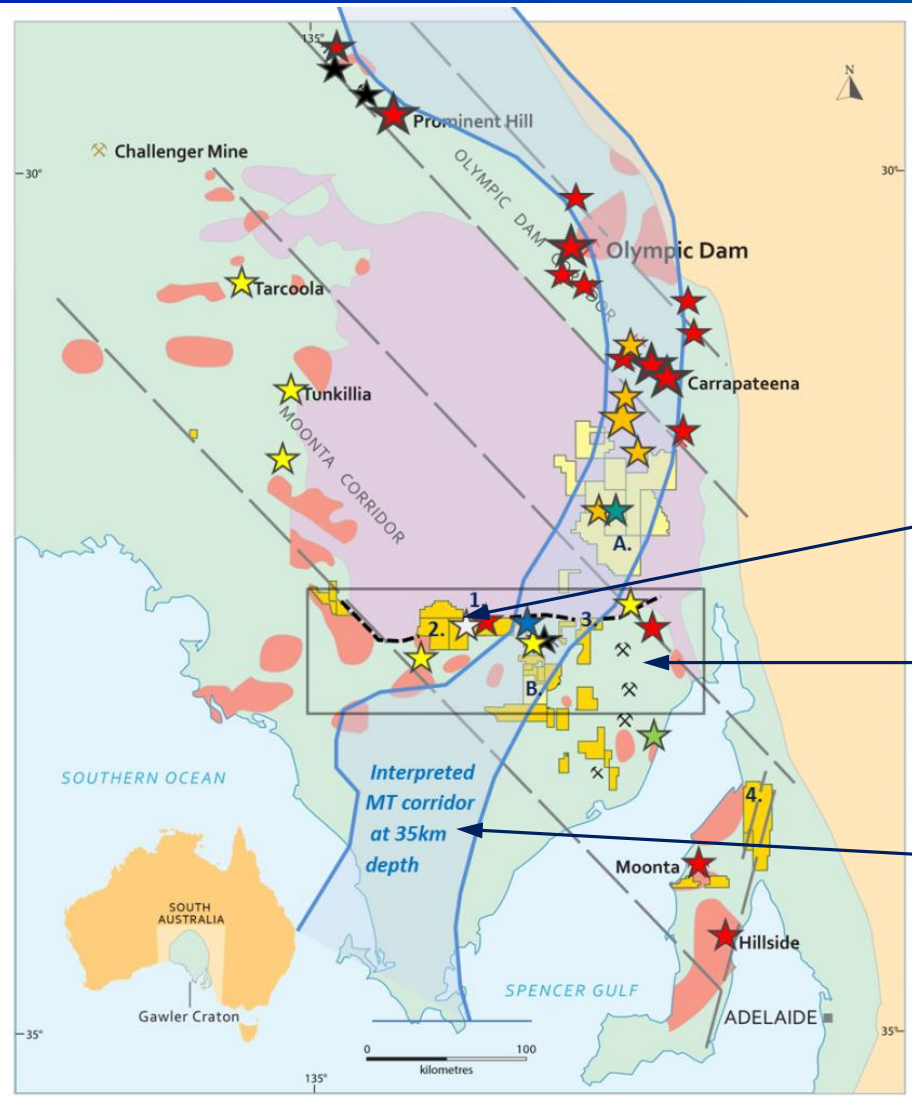 135°
N
Prominent Hill
Challenger Mine
30°
30°
OLYMPIC DAM CORRIDOR
Olympic Dam
Tarcoola
Carrapateena
Tunkillia
MOONTA CORRIDOR
A.
1.
2.
3.
B.
SOUTHERN OCEAN
Interpreted
MT corridor
at 35km
depth
4.
Moonta
SOUTH
AUSTRALIA
Hillside
SPENCER GULF
Gawler Craton
ADELAIDE
35°
35°
0
100
kilometres
135°